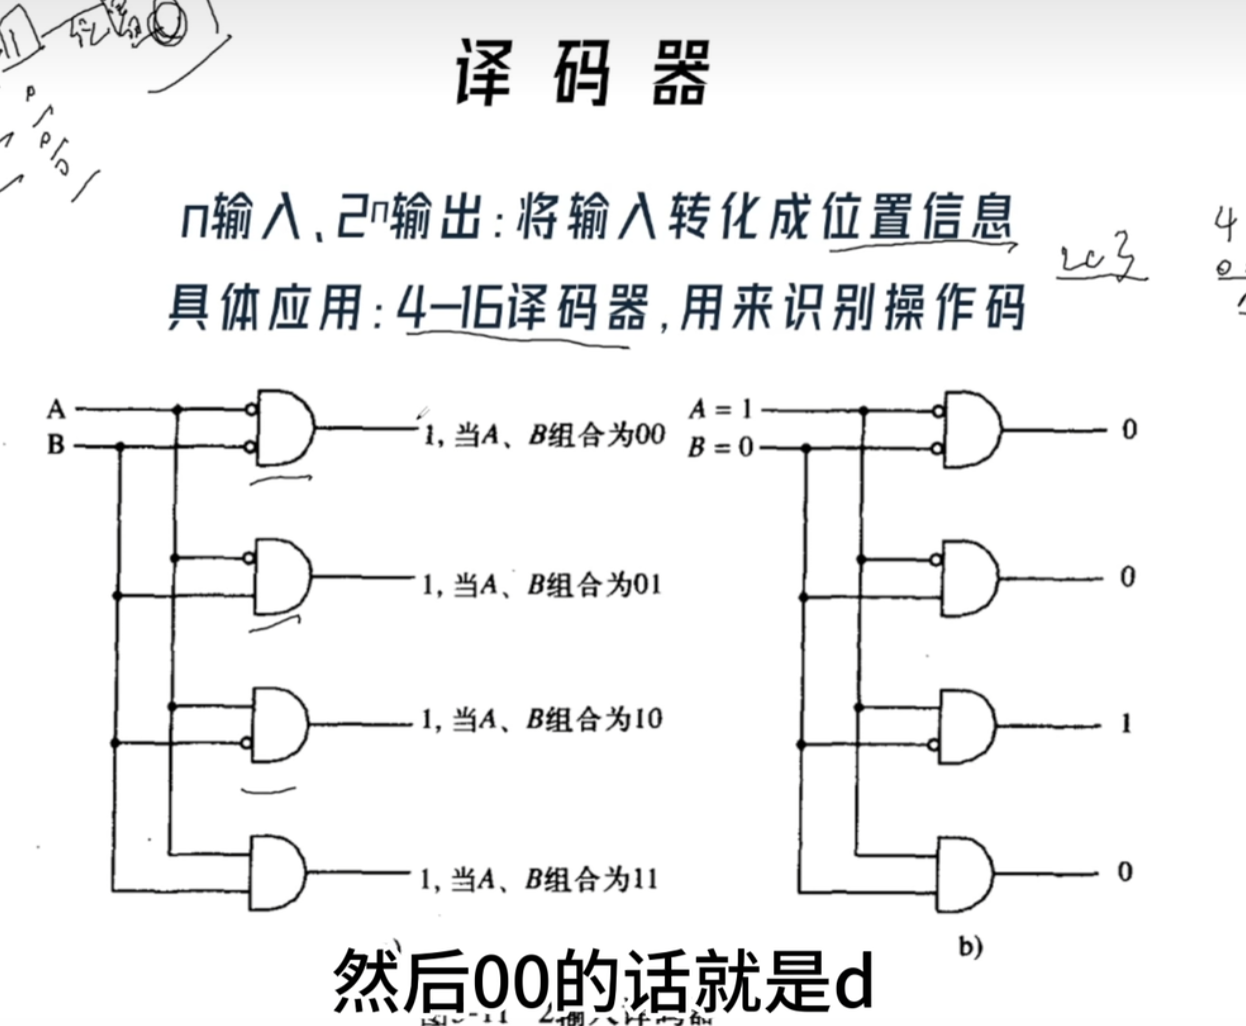 译码器
n输入、2ⁿ输出:将输入转化成位置信息
具体应用:4-16译码器,用来识别操作码
A
B
1, 当A、B组合为00
1, 当A、B组合为01
1, 当A、B组合为10
1, 当A、B组合为11
A = 1
B = 0
0
0
1
0
b)
然后00的话就是d